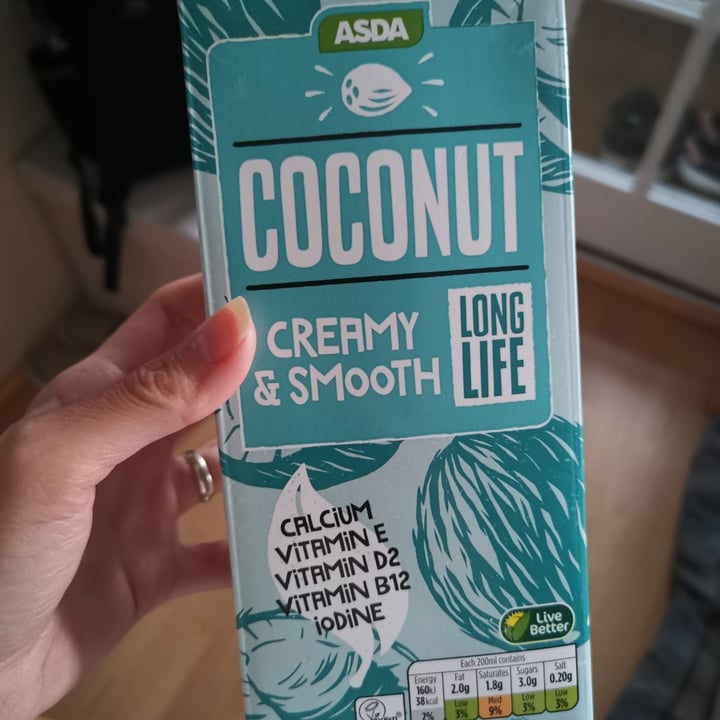 ASDA
COCONUT
CREAMY
& SMOOTH
LONG
LIFE
CALCiUM
ViTAMiN E
ViTAMiN D2
ViTAMiN B12
iODiNE
Live
Better
Each 200ml contains
Energy Fat Saturates Sugars Salt
160kJ 2.0g 1.8g 3.0g 0.20g
38kcal Low Med Low Low
2% 3% 9% 3% 3%